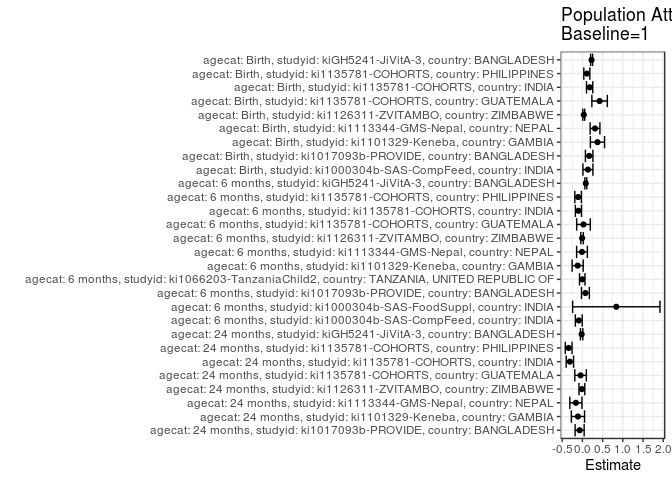 Population Att
Baseline=1
agecat: Birth, studyid: kiGH5241-JiVitA-3, country: BANGLADESH
agecat: Birth, studyid: ki1135781-COHORTS, country: PHILIPPINES
agecat: Birth, studyid: ki1135781-COHORTS, country: INDIA
agecat: Birth, studyid: ki1135781-COHORTS, country: GUATEMALA
agecat: Birth, studyid: ki1126311-ZVITAMBO, country: ZIMBABWE
agecat: Birth, studyid: ki1113344-GMS-Nepal, country: NEPAL
agecat: Birth, studyid: ki1101329-Keneba, country: GAMBIA
agecat: Birth, studyid: ki1017093b-PROVIDE, country: BANGLADESH
agecat: Birth, studyid: ki1000304b-SAS-CompFeed, country: INDIA
agecat: 6 months, studyid: kiGH5241-JiVitA-3, country: BANGLADESH
agecat: 6 months, studyid: ki1135781-COHORTS, country: PHILIPPINES
agecat: 6 months, studyid: ki1135781-COHORTS, country: INDIA
agecat: 6 months, studyid: ki1135781-COHORTS, country: GUATEMALA
agecat: 6 months, studyid: ki1126311-ZVITAMBO, country: ZIMBABWE
agecat: 6 months, studyid: ki1113344-GMS-Nepal, country: NEPAL
agecat: 6 months, studyid: ki1101329-Keneba, country: GAMBIA
agecat: 6 months, studyid: ki1066203-TanzaniaChild2, country: TANZANIA, UNITED REPUBLIC OF
agecat: 6 months, studyid: ki1017093b-PROVIDE, country: BANGLADESH
agecat: 6 months, studyid: ki1000304b-SAS-FoodSuppl, country: INDIA
agecat: 6 months, studyid: ki1000304b-SAS-CompFeed, country: INDIA
agecat: 24 months, studyid: kiGH5241-JiVitA-3, country: BANGLADESH
agecat: 24 months, studyid: ki1135781-COHORTS, country: PHILIPPINES
agecat: 24 months, studyid: ki1135781-COHORTS, country: INDIA
agecat: 24 months, studyid: ki1135781-COHORTS, country: GUATEMALA
agecat: 24 months, studyid: ki1126311-ZVITAMBO, country: ZIMBABWE
agecat: 24 months, studyid: ki1113344-GMS-Nepal, country: NEPAL
agecat: 24 months, studyid: ki1101329-Keneba, country: GAMBIA
agecat: 24 months, studyid: ki1017093b-PROVIDE, country: BANGLADESH
-0.5 0.0 0.5 1.0 1.5 2.0
Estimate